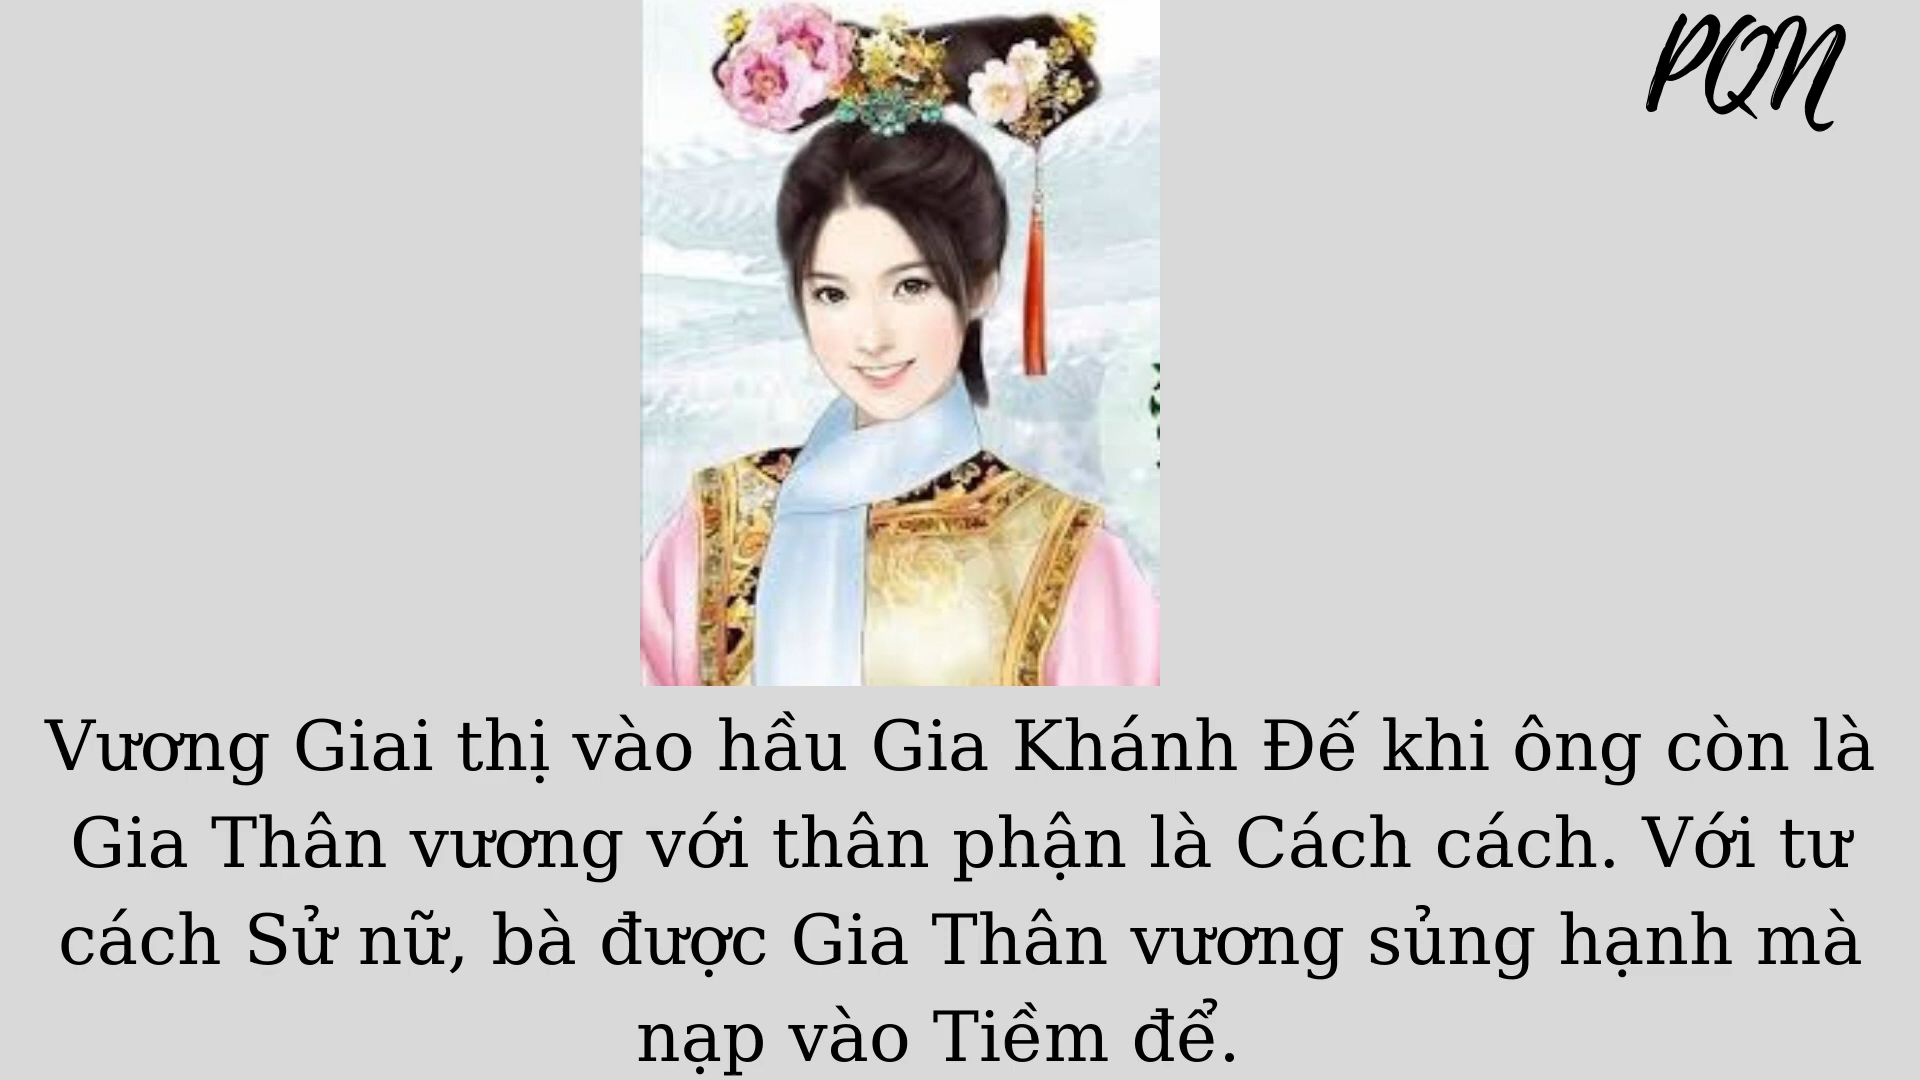 PQN
Vương Giai thị vào hầu Gia Khánh Đế khi ông còn là
Gia Thân vương với thân phận là Cách cách. Với tư
cách Sử nữ, bà được Gia Thân vương sủng hạnh mà
nạp vào Tiềm để.